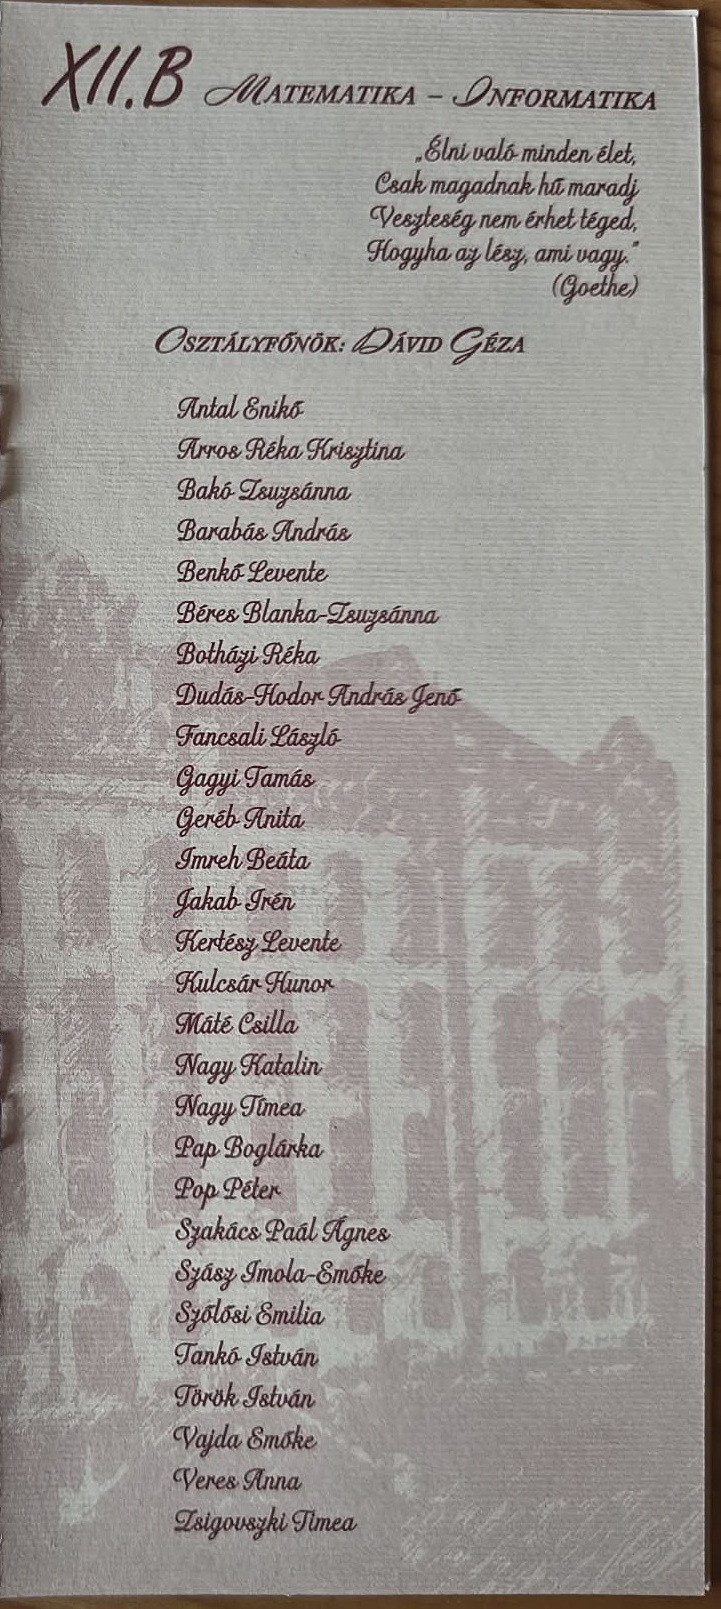 XII.B MATEMATIKA – INFORMATIKA
„Élni való minden élet,
Csak magadnak hű maradj
Veszteség nem érhet téged,
Hogyha az lész, ami vagy.”
(Goethe)
OSZTÁLYFŐNÖK: DÁVID GÉZA
Antal Enikő
Arros Réka Krisztina
Bakó Zsuzsánna
Barabás András
Benkő Levente
Béres Blanka-Zsuzsánna
Botházi Réka
Dudás-Hodor András Jenő
Fancsali László
Gagyi Tamás
Geréb Anita
Imreh Beáta
Jakab Irén
Kertész Levente
Kulcsár Hunor
Máté Csilla
Nagy Katalin
Nagy Tímea
Pap Boglárka
Pop Péter
Szakács Paál Ágnes
Szász Imola-Emőke
Szőlősi Emilia
Tankó István
Török István
Vajda Emőke
Veres Anna
Zsigovszki Tímea